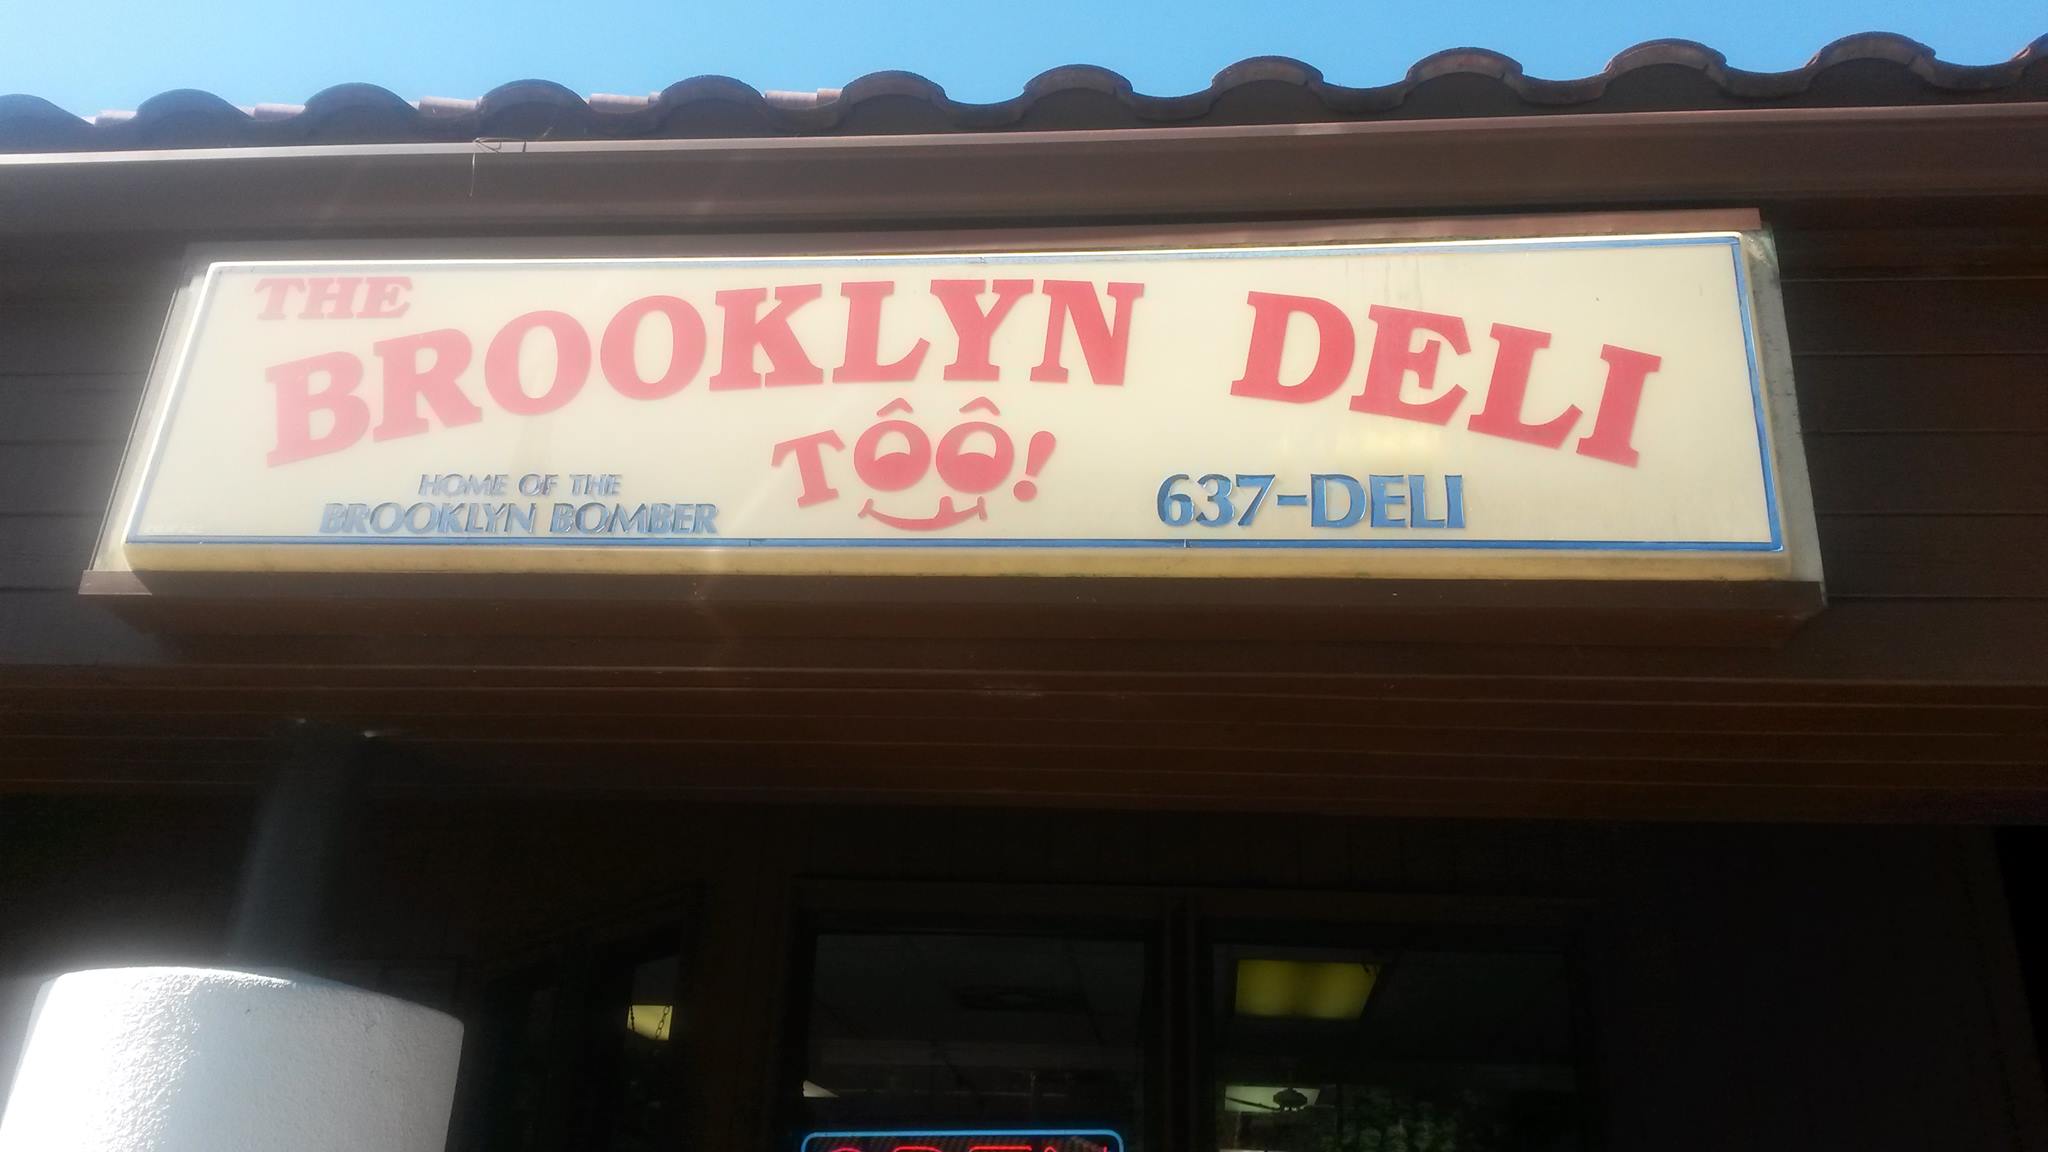 THE
BROOKLYN DELI
TÔÔ!
HOME OF THE
BROOKLYN BOMBER
637-DELI